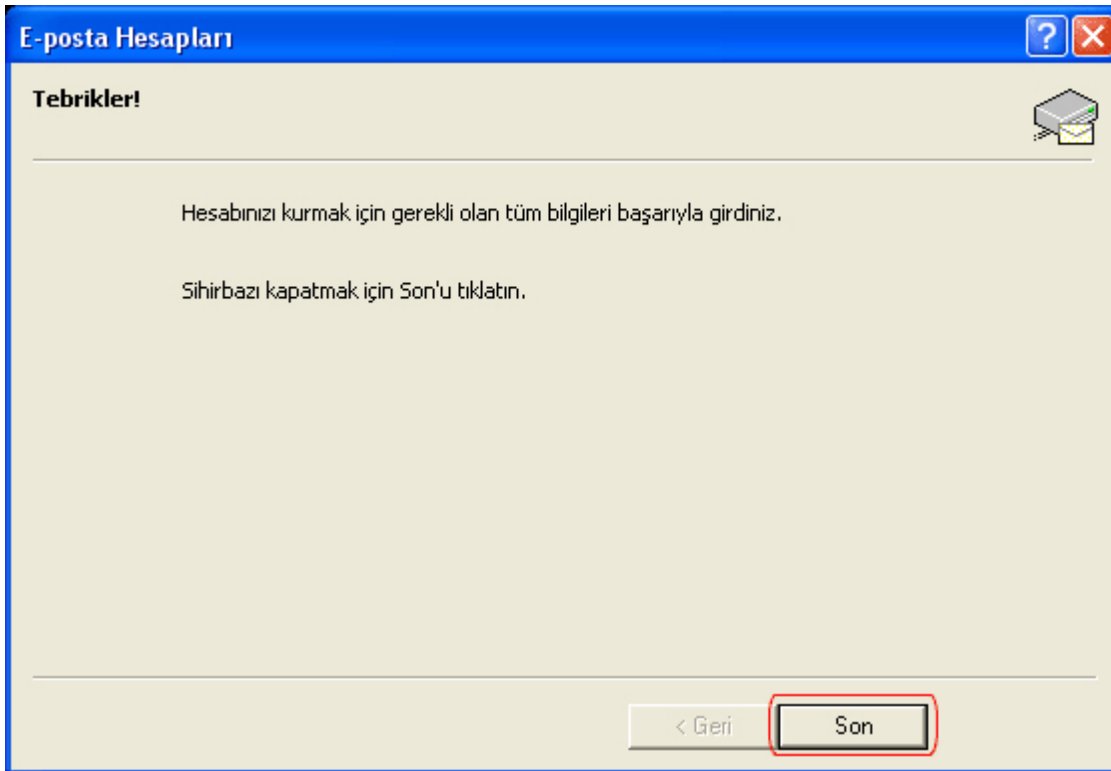 E-posta Hesapları
Tebrikler!
Hesabınızı kurmak için gerekli olan tüm bilgileri başarıyla girdiniz.
Sihirbazı kapatmak için Son'u tıklatın.
< Geri
Son